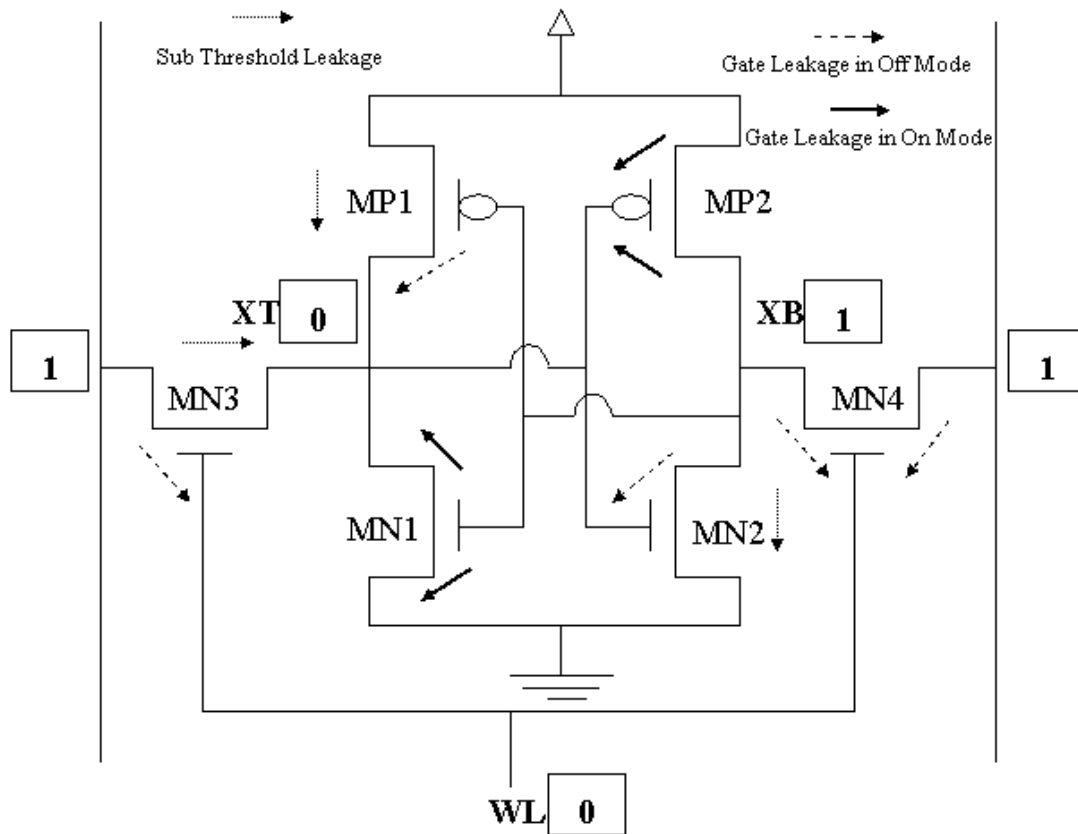 Sub Threshold Leakage
Gate Leakage in Off Mode
Gate Leakage in On Mode
MP1
MP2
XT 0
XB 1
1
1
MN3
MN4
MN1
MN2
WL 0